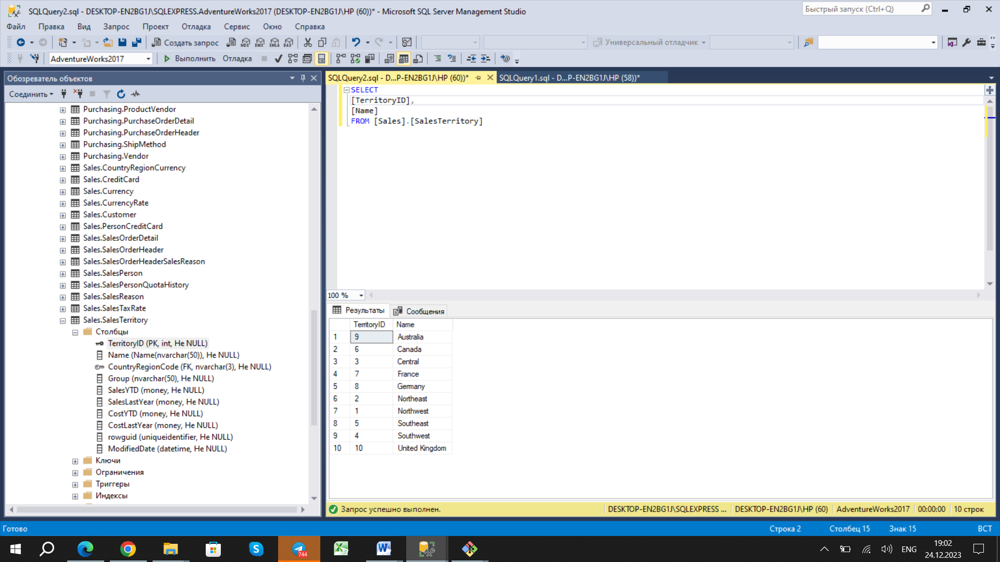 SQLQuery2.sql - DESKTOP-EN2BG1J\SQLEXPRESS.AdventureWorks2017 (DESKTOP-EN2BG1J\HP (60))* - Microsoft SQL Server Management Studio
Быстрый запуск (Ctrl+Q)
Файл Правка Вид Запрос Проект Отладка Сервис Окно Справка
Создать запрос MDX DMX XMLA DAX Универсальный отладчик
AdventureWorks2017 Выполнить Отладка
Обозреватель объектов
Соединить
Purchasing.ProductVendor
Purchasing.PurchaseOrderDetail
Purchasing.PurchaseOrderHeader
Purchasing.ShipMethod
Purchasing.Vendor
Sales.CountryRegionCurrency
Sales.CreditCard
Sales.Currency
Sales.CurrencyRate
Sales.Customer
Sales.PersonCreditCard
Sales.SalesOrderDetail
Sales.SalesOrderHeader
Sales.SalesOrderHeaderSalesReason
Sales.SalesPerson
Sales.SalesPersonQuotaHistory
Sales.SalesReason
Sales.SalesTaxRate
Sales.SalesTerritory
Столбцы
TerritoryID (PK, int, Не NULL)
Name (Name(nvarchar(50)), Не NULL)
CountryRegionCode (FK, nvarchar(3), Не NULL)
Group (nvarchar(50), Не NULL)
SalesYTD (money, Не NULL)
SalesLastYear (money, Не NULL)
CostYTD (money, Не NULL)
CostLastYear (money, Не NULL)
rowguid (uniqueidentifier, Не NULL)
ModifiedDate (datetime, Не NULL)
Ключи
Ограничения
Триггеры
Индексы
SQLQuery2.sql - D...P-EN2BG1J\HP (60))* SQLQuery1.sql - D...P-EN2BG1J\HP (58))*
SELECT
[TerritoryID],
[Name]
FROM [Sales].[SalesTerritory]
100 %
Результаты Сообщения
TerritoryID Name
1 9 Australia
2 6 Canada
3 3 Central
4 7 France
5 8 Germany
6 2 Northeast
7 1 Northwest
8 5 Southeast
9 4 Southwest
10 10 United Kingdom
Запрос успешно выполнен. DESKTOP-EN2BG1J\SQLEXPRESS ... DESKTOP-EN2BG1J\HP (60) AdventureWorks2017 00:00:00 10 строк
Готово Строка 2 Столбец 15 Знак 15 ВСТ
744 ENG 19:02
24.12.2023